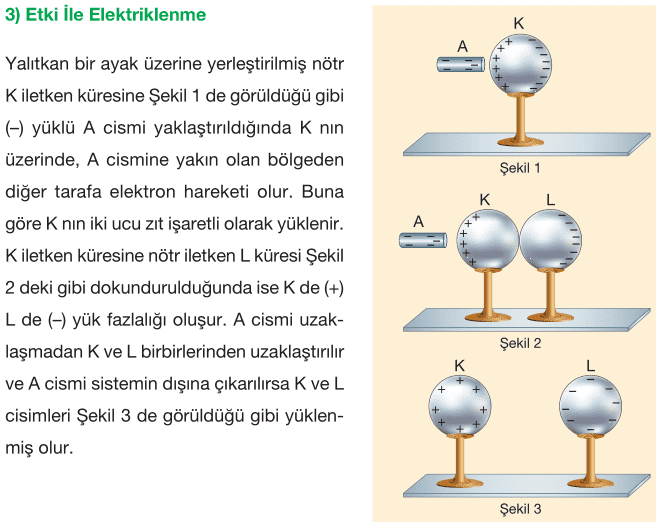 3) Etki İle Elektriklenme
Yalıtkan bir ayak üzerine yerleştirilmiş nötr
K iletken küresine Şekil 1 de görüldüğü gibi
(–) yüklü A cismi yaklaştırıldığında K nın
üzerinde, A cismine yakın olan bölgeden
diğer tarafa elektron hareketi olur. Buna
göre K nın iki ucu zıt işaretli olarak yüklenir.
K iletken küresine nötr iletken L küresi Şekil
2 deki gibi dokundurulduğunda ise K de (+)
L de (–) yük fazlalığı oluşur. A cismi uzak-
laşmadan K ve L birbirlerinden uzaklaştırılır
ve A cismi sistemin dışına çıkarılırsa K ve L
cisimleri Şekil 3 de görüldüğü gibi yüklen-
miş olur.
K
A
Şekil 1
K L
A
Şekil 2
K L
Şekil 3